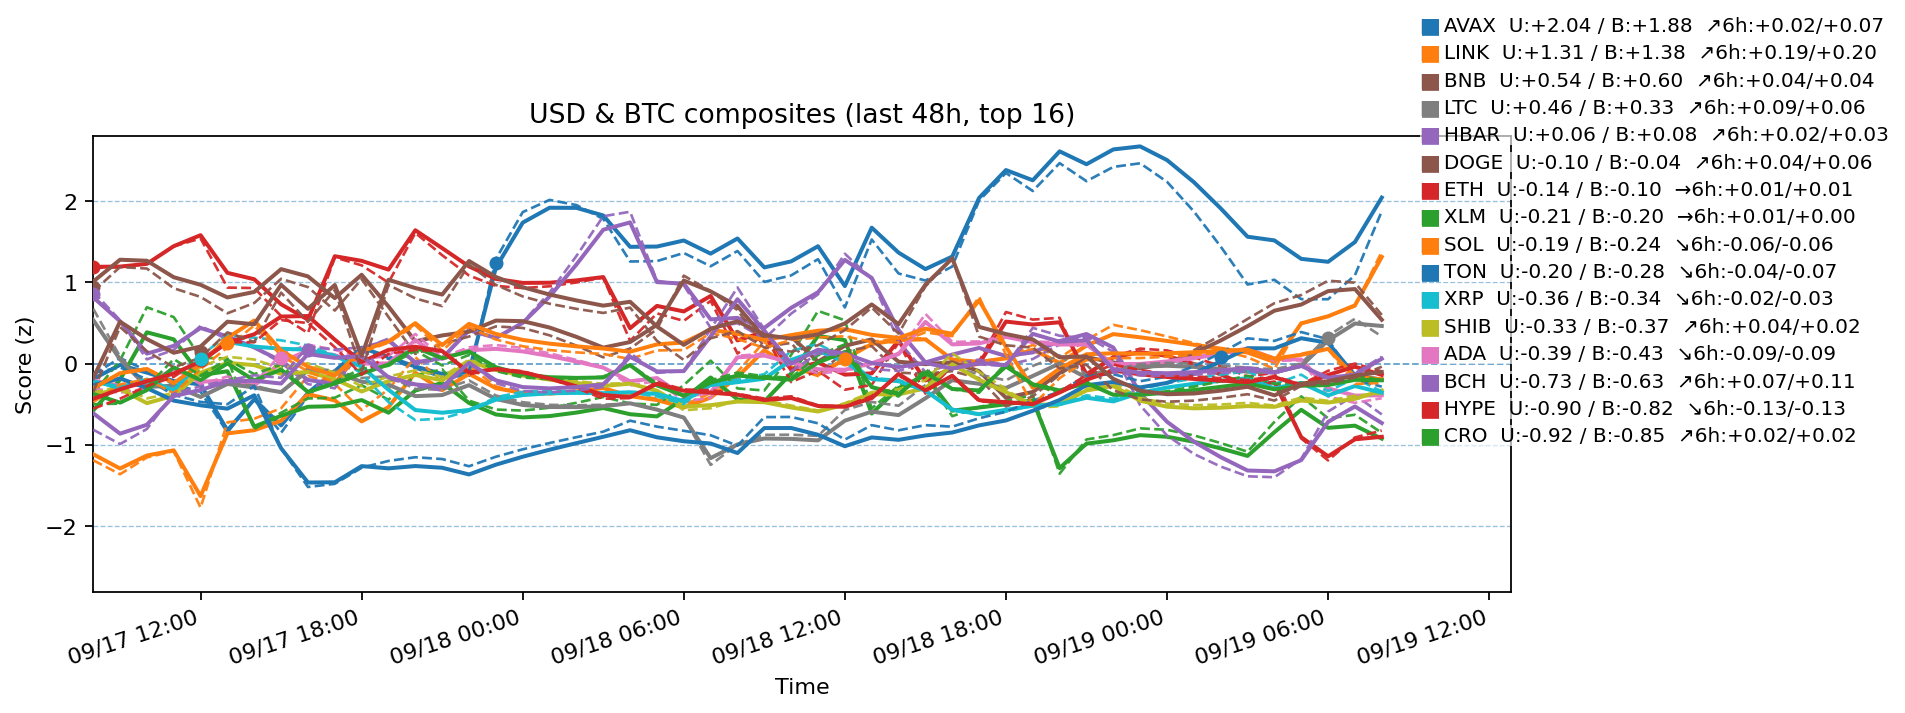 AVAX  U:+2.04 / B:+1.88  ↗6h:+0.02/+0.07
LINK  U:+1.31 / B:+1.38  ↗6h:+0.19/+0.20
BNB  U:+0.54 / B:+0.60  ↗6h:+0.04/+0.04
LTC  U:+0.46 / B:+0.33  ↗6h:+0.09/+0.06
HBAR  U:+0.06 / B:+0.08  ↗6h:+0.02/+0.03
DOGE  U:-0.10 / B:-0.04  ↗6h:+0.04/+0.06
ETH  U:-0.14 / B:-0.10  →6h:+0.01/+0.01
XLM  U:-0.21 / B:-0.20  →6h:+0.01/+0.00
SOL  U:-0.19 / B:-0.24  ↘6h:-0.06/-0.06
TON  U:-0.20 / B:-0.28  ↘6h:-0.04/-0.07
XRP  U:-0.36 / B:-0.34  ↘6h:-0.02/-0.03
SHIB  U:-0.33 / B:-0.37  ↗6h:+0.04/+0.02
ADA  U:-0.39 / B:-0.43  ↘6h:-0.09/-0.09
BCH  U:-0.73 / B:-0.63  ↗6h:+0.07/+0.11
HYPE  U:-0.90 / B:-0.82  ↘6h:-0.13/-0.13
CRO  U:-0.92 / B:-0.85  ↗6h:+0.02/+0.02
USD & BTC composites (last 48h, top 16)
Score (z)
2
1
0
−1
−2
09/17 12:00
09/17 18:00
09/18 00:00
09/18 06:00
09/18 12:00
09/18 18:00
09/19 00:00
09/19 06:00
09/19 12:00
Time